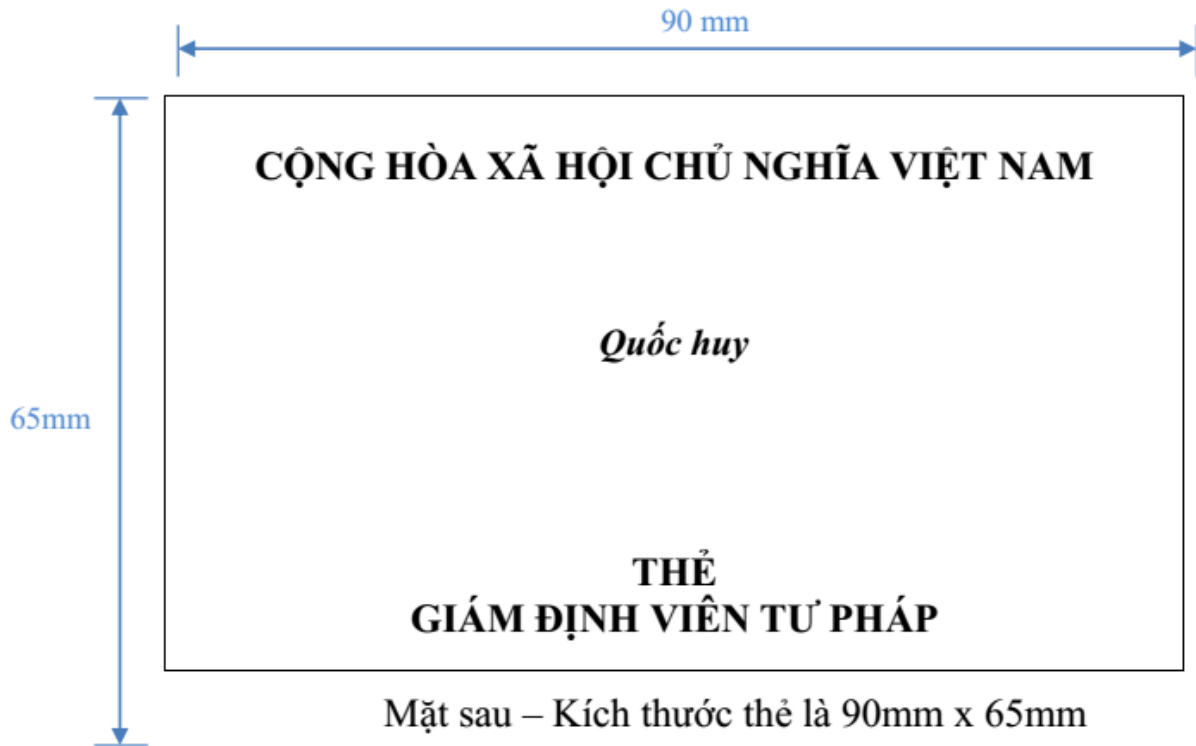 90 mm
CỘNG HÒA XÃ HỘI CHỦ NGHĨA VIỆT NAM
Quốc huy
65mm
THẺ
GIÁM ĐỊNH VIÊN TƯ PHÁP
Mặt sau – Kích thước thẻ là 90mm x 65mm